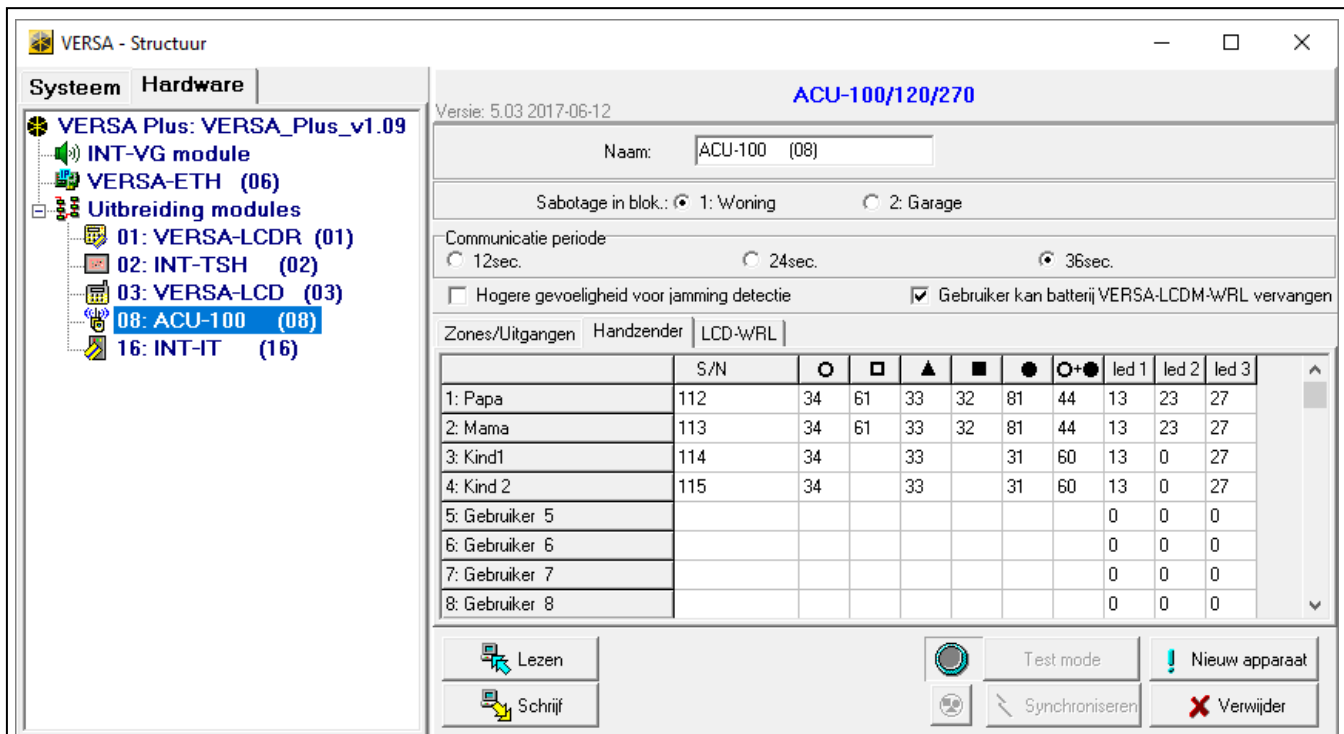 VERSA - Structuur
Systeem Hardware
VERSA Plus: VERSA_Plus_v1.09
INT-VG module
VERSA-ETH (06)
Uitbreiding modules
01: VERSA-LCDR (01)
02: INT-TSH (02)
03: VERSA-LCD (03)
08: ACU-100 (08)
16: INT-IT (16)
ACU-100/120/270
Versie: 5.03 2017-06-12
Naam: ACU-100 (08)
Sabotage in blok.: 1: Woning 2: Garage
Communicatie periode
12sec. 24sec. 36sec.
Hogere gevoeligheid voor jamming detectie Gebruiker kan batterij VERSA-LCDM-WRL vervangen
Zones/Uitgangen Handzender LCD-WRL
S/N led 1 led 2 led 3
1: Papa 112 34 61 33 32 81 44 13 23 27
2: Mama 113 34 61 33 32 81 44 13 23 27
3: Kind1 114 34 33 31 60 13 0 27
4: Kind 2 115 34 33 31 60 13 0 27
5: Gebruiker 5 0 0 0
6: Gebruiker 6 0 0 0
7: Gebruiker 7 0 0 0
8: Gebruiker 8 0 0 0
Lezen Test mode Nieuw apparaat
Schrijf Synchroniseren Verwijder